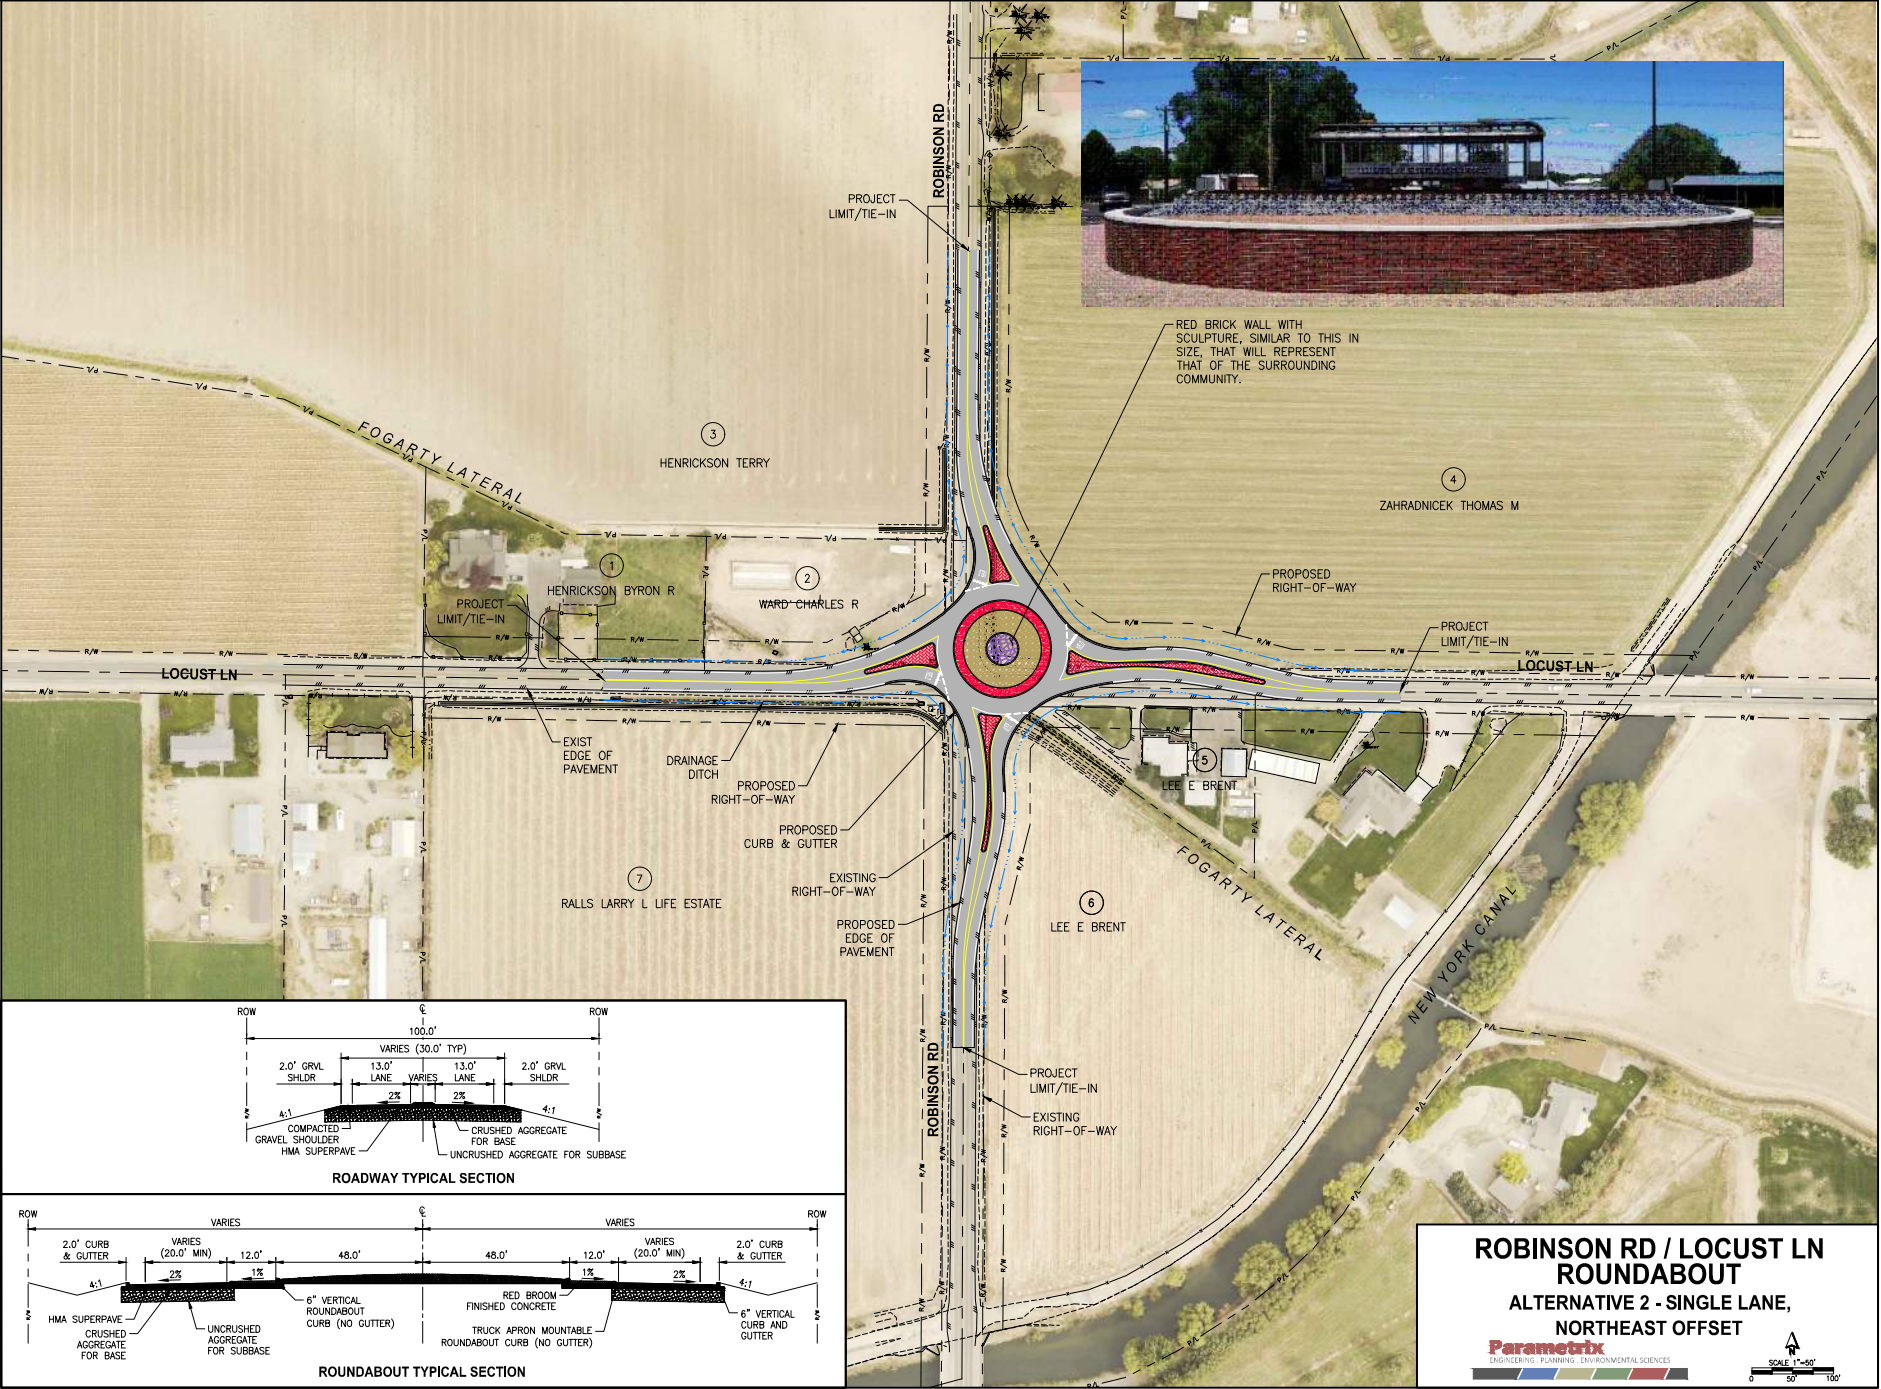 ROBINSON RD
PROJECT
LIMIT/TIE-IN
RED BRICK WALL WITH
SCULPTURE, SIMILAR TO THIS IN
SIZE, THAT WILL REPRESENT
THAT OF THE SURROUNDING
COMMUNITY.
FOGARTY LATERAL
3
HENRICKSON TERRY
4
ZAHRADNICEK THOMAS M
1
HENRICKSON BYRON R
2
WARD CHARLES R
PROJECT
LIMIT/TIE-IN
PROPOSED
RIGHT-OF-WAY
PROJECT
LIMIT/TIE-IN
LOCUST LN
LOCUST LN
EXIST
EDGE OF
PAVEMENT
DRAINAGE
DITCH
PROPOSED
RIGHT-OF-WAY
PROPOSED
CURB & GUTTER
EXISTING
RIGHT-OF-WAY
PROPOSED
EDGE OF
PAVEMENT
5
LEE E BRENT
7
RALLS LARRY L LIFE ESTATE
6
LEE E BRENT
FOGARTY LATERAL
NEW YORK CANAL
ROBINSON RD
PROJECT
LIMIT/TIE-IN
EXISTING
RIGHT-OF-WAY
R/W
P/L
ROW
℄
ROW
100.0'
VARIES (30.0' TYP)
2.0' GRVL
SHLDR
13.0'
LANE
VARIES
13.0'
LANE
2.0' GRVL
SHLDR
2%
2%
4:1
4:1
COMPACTED
GRAVEL SHOULDER
HMA SUPERPAVE
CRUSHED AGGREGATE
FOR BASE
UNCRUSHED AGGREGATE FOR SUBBASE
ROADWAY TYPICAL SECTION
ROW
℄
ROW
VARIES
VARIES
2.0' CURB
& GUTTER
VARIES
(20.0' MIN)
12.0'
48.0'
48.0'
12.0'
VARIES
(20.0' MIN)
2.0' CURB
& GUTTER
4:1
2%
1%
1%
2%
4:1
HMA SUPERPAVE
CRUSHED
AGGREGATE
FOR BASE
UNCRUSHED
AGGREGATE
FOR SUBBASE
6" VERTICAL
ROUNDABOUT
CURB (NO GUTTER)
RED BROOM
FINISHED CONCRETE
TRUCK APRON MOUNTABLE
ROUNDABOUT CURB (NO GUTTER)
6" VERTICAL
CURB AND
GUTTER
ROUNDABOUT TYPICAL SECTION
ROBINSON RD / LOCUST LN
ROUNDABOUT
ALTERNATIVE 2 - SINGLE LANE,
NORTHEAST OFFSET
Parametrix
ENGINEERING . PLANNING . ENVIRONMENTAL SCIENCES
N
SCALE 1"=50'
0 50' 100'